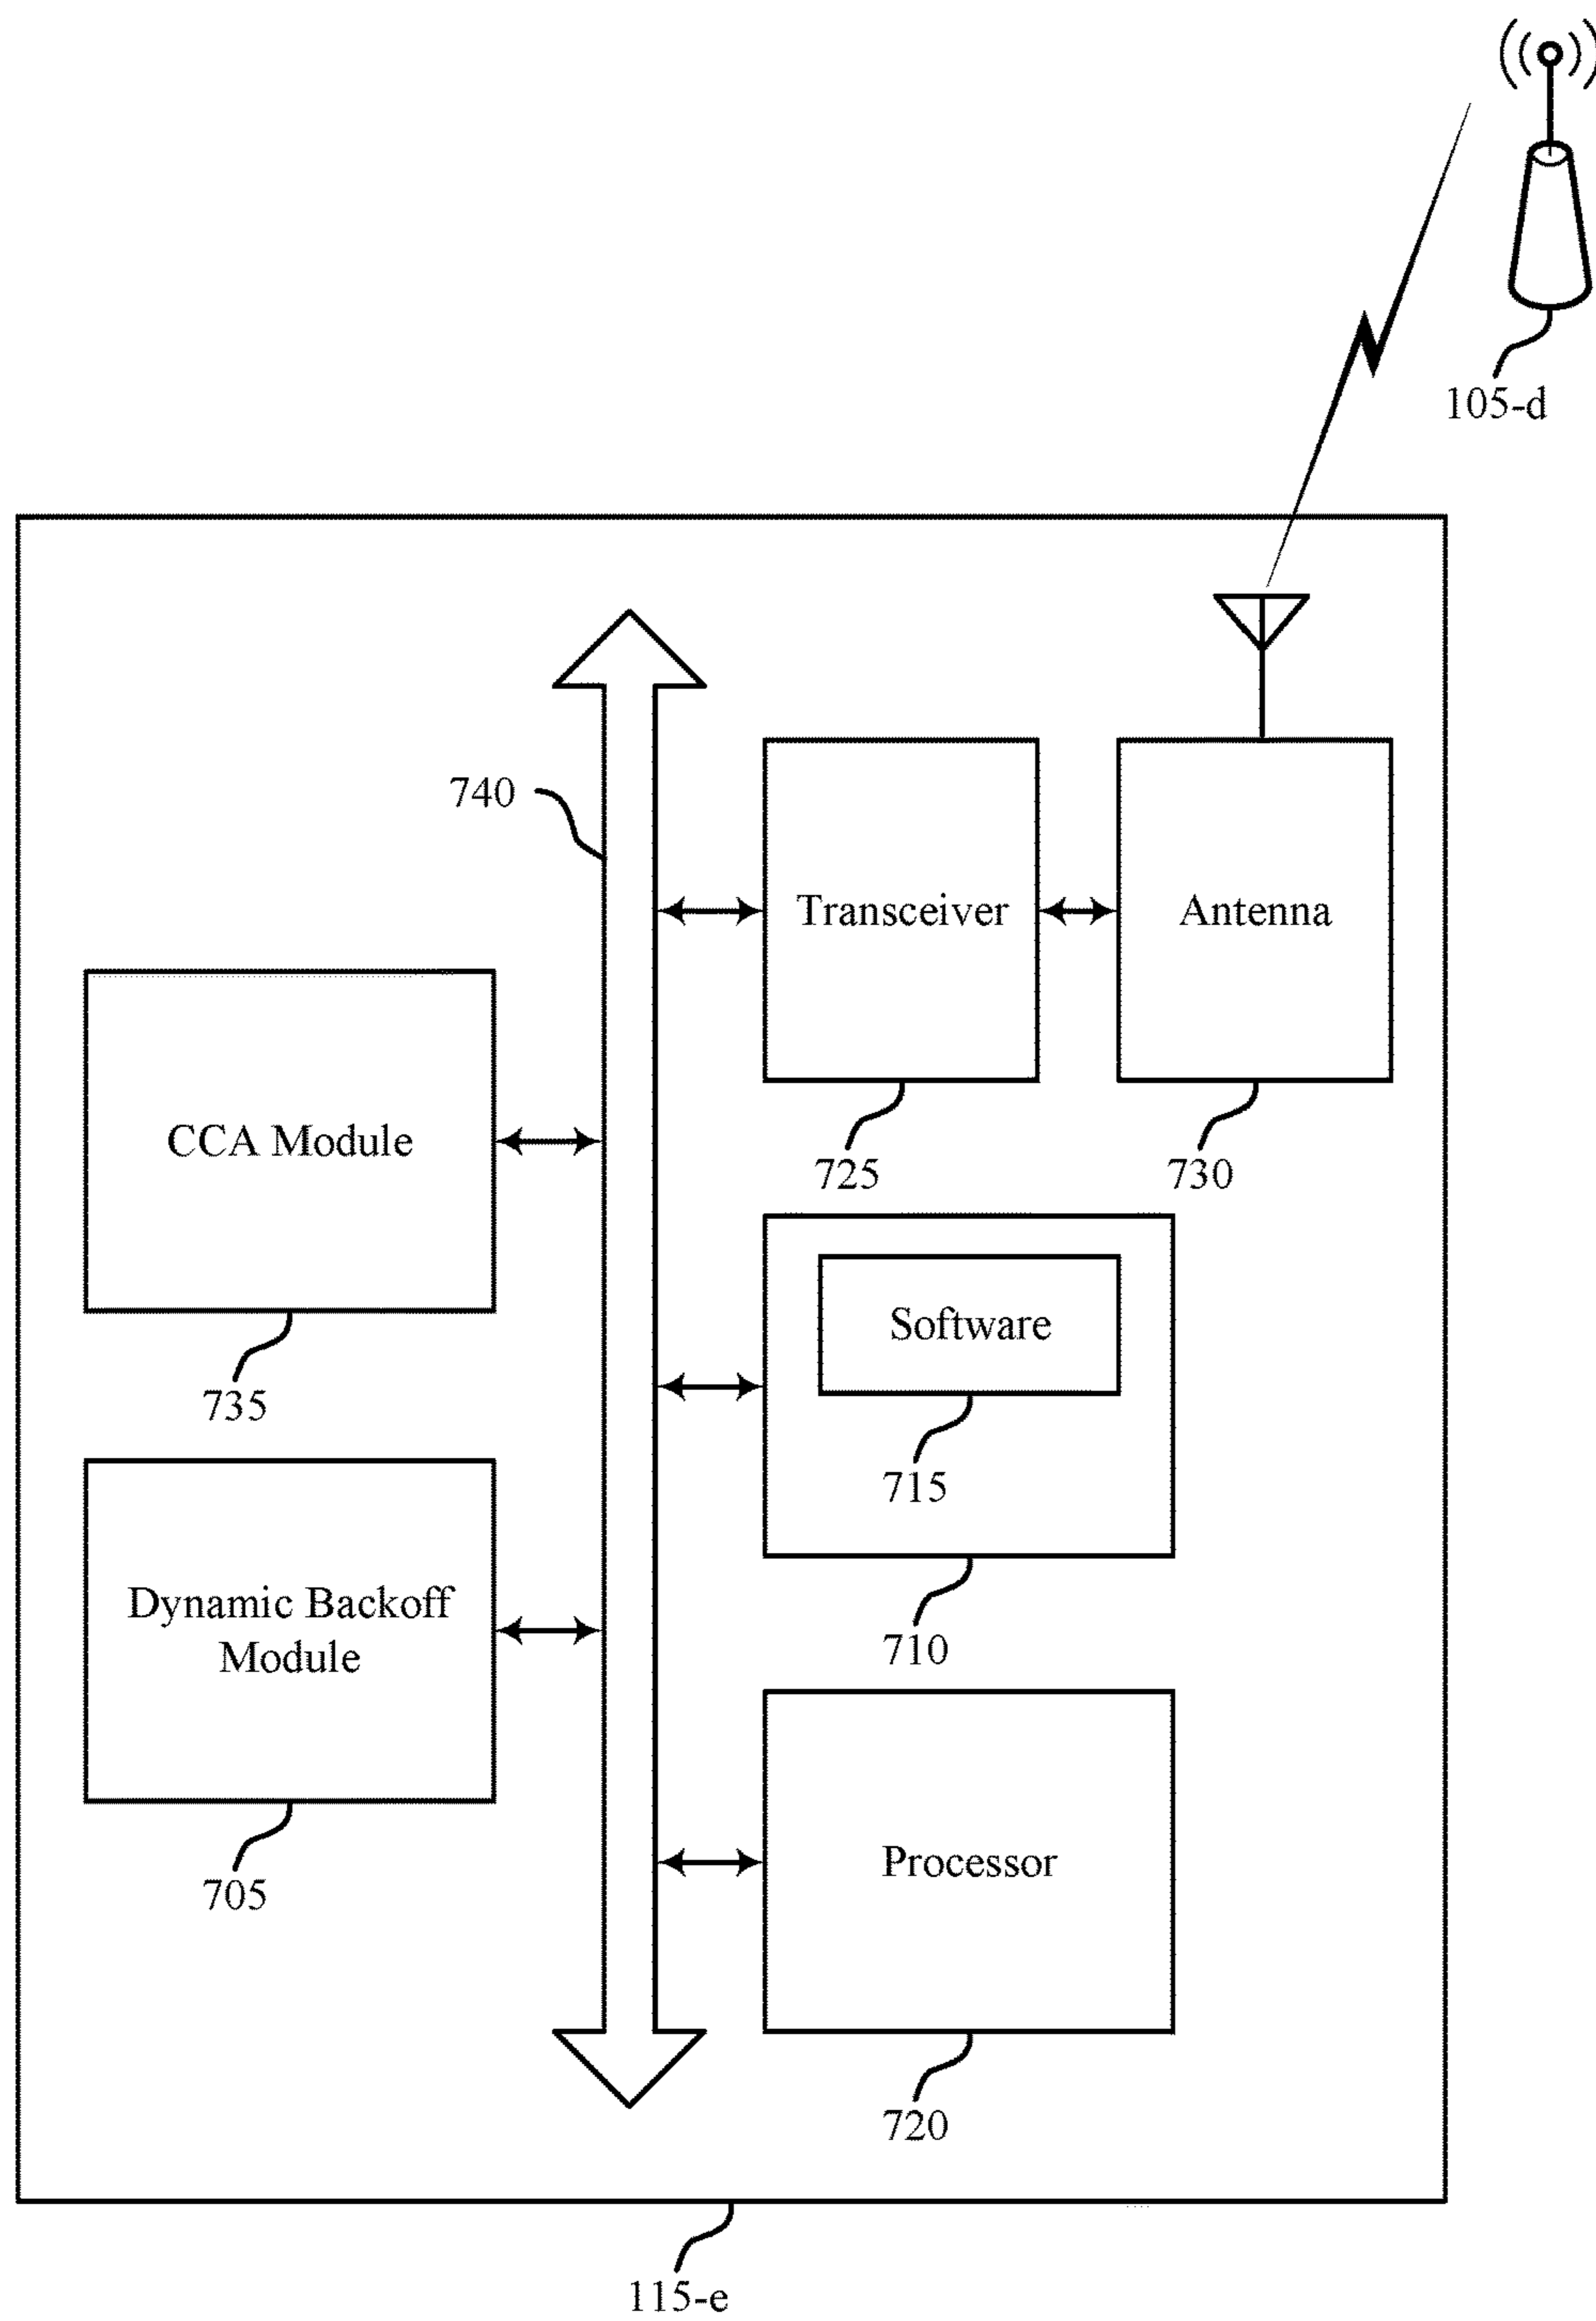 105-d
740
Transceiver
Antenna
725
730
CCA Module
735
Software
715
710
Dynamic Backoff
Module
705
Processor
720
115-e